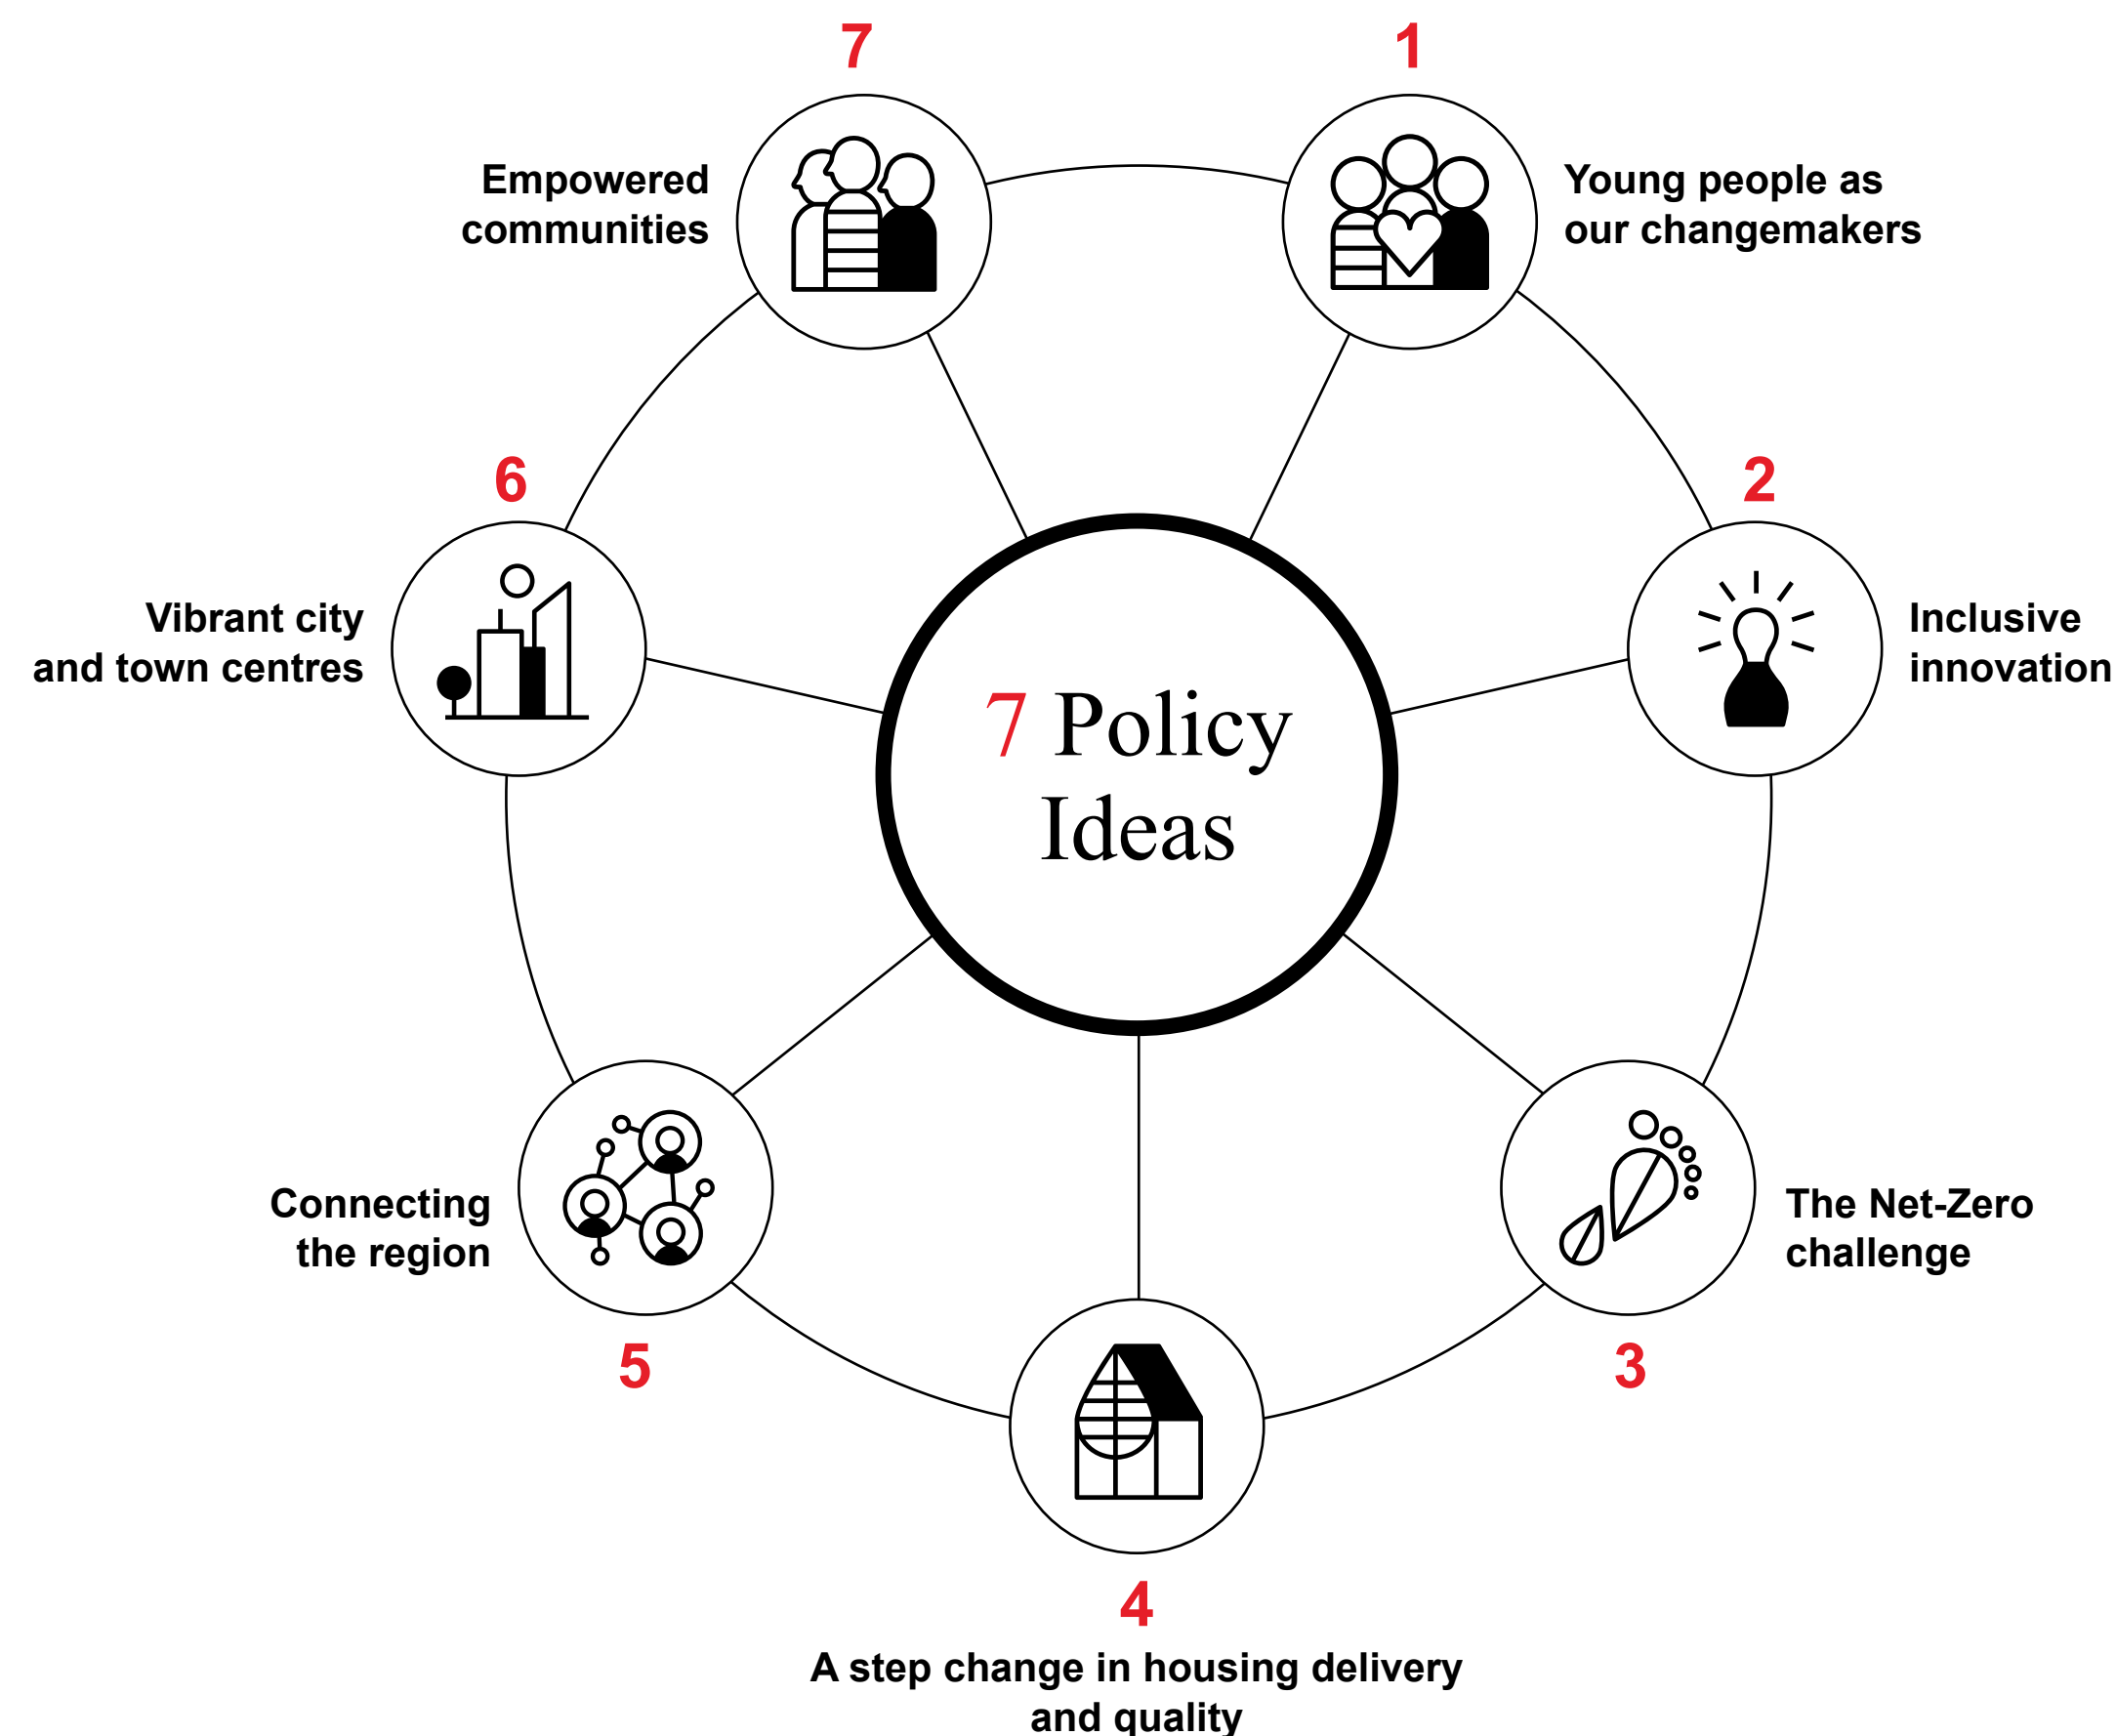 7 Policy
Ideas
1
Young people as
our changemakers
2
Inclusive
innovation
3
The Net-Zero
challenge
4
A step change in housing delivery
and quality
5
Connecting
the region
6
Vibrant city
and town centres
7
Empowered
communities